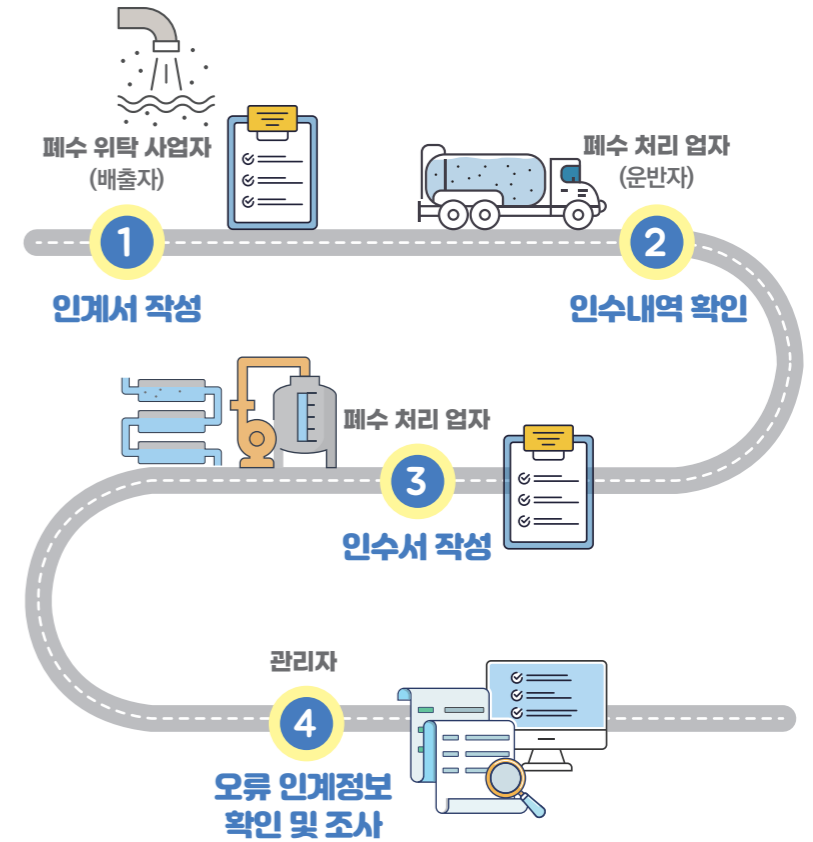 폐수 위탁 사업자
(배출자)
1
인계서 작성
폐수 처리 업자
(운반자)
2
인수내역 확인
폐수 처리 업자
3
인수서 작성
관리자
4
오류 인계정보
확인 및 조사